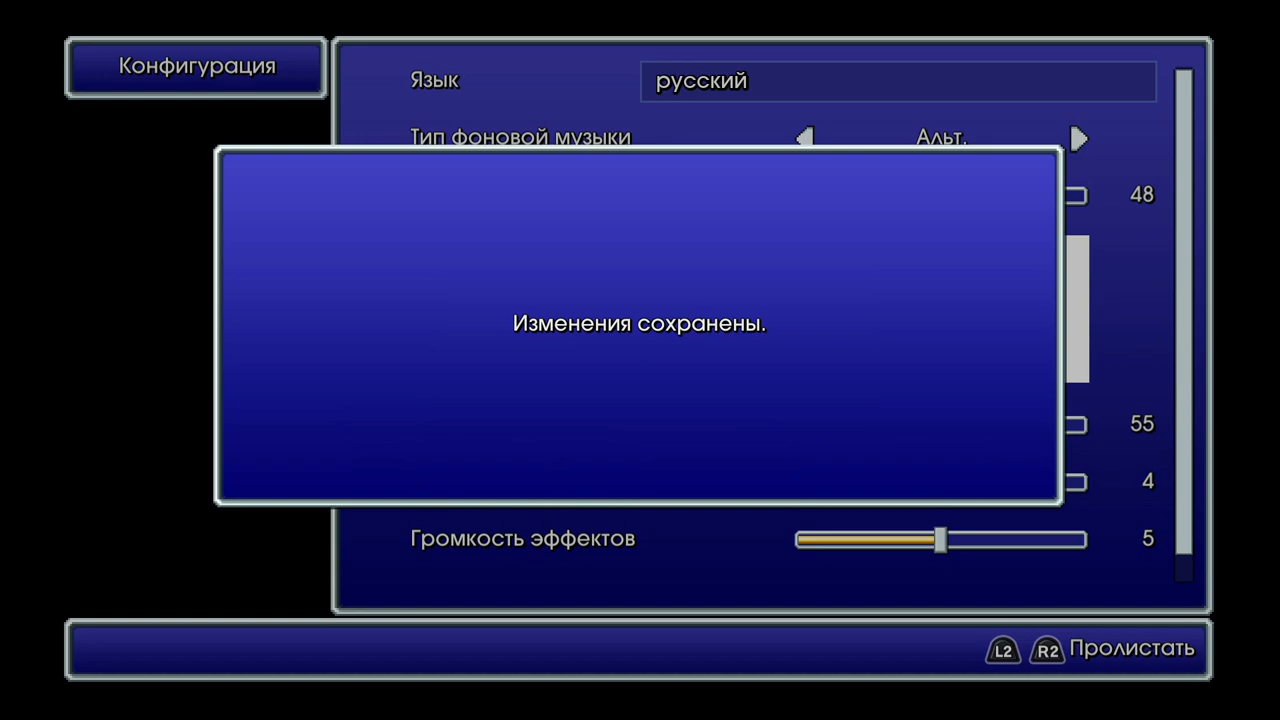 Конфигурация
Язык
русский
Тип фоновой музыки
Альт.
48
Изменения сохранены.
55
4
Громкость эффектов
5
L2 R2 Пролистать